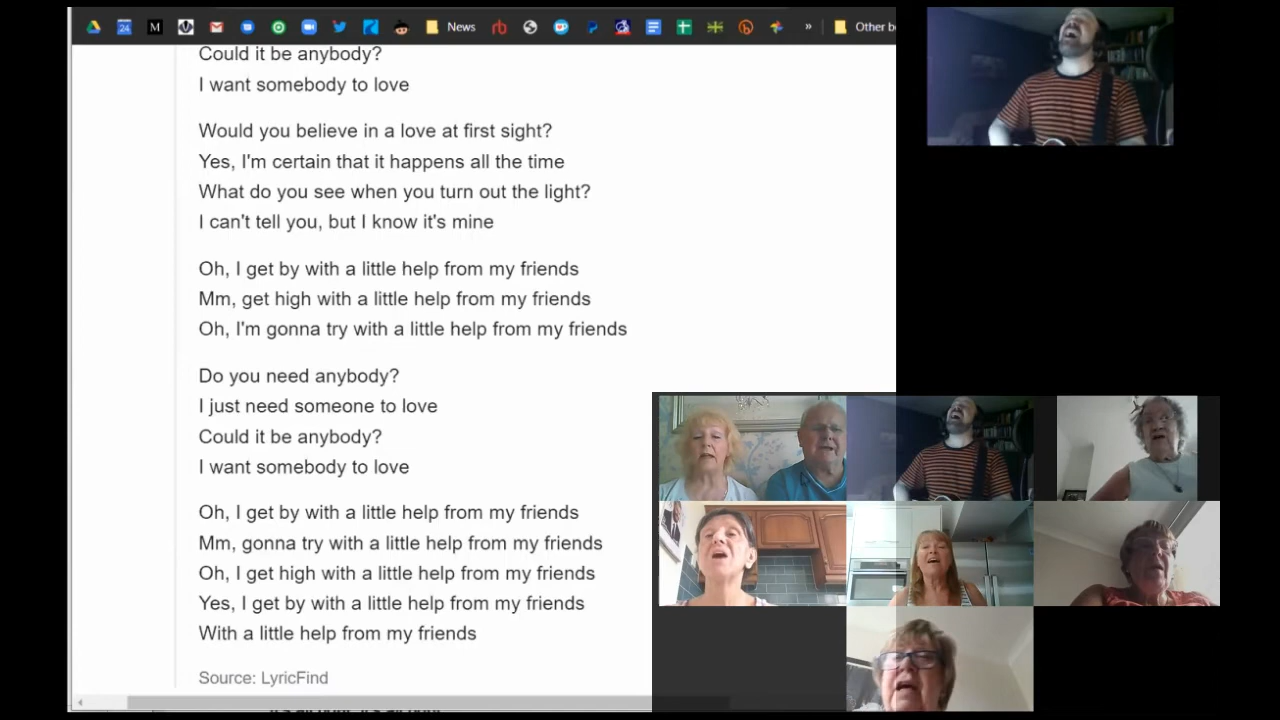 24
M
News
rb
»
Other b
Could it be anybody?
I want somebody to love
Would you believe in a love at first sight?
Yes, I'm certain that it happens all the time
What do you see when you turn out the light?
I can't tell you, but I know it's mine
Oh, I get by with a little help from my friends
Mm, get high with a little help from my friends
Oh, I'm gonna try with a little help from my friends
Do you need anybody?
I just need someone to love
Could it be anybody?
I want somebody to love
Oh, I get by with a little help from my friends
Mm, gonna try with a little help from my friends
Oh, I get high with a little help from my friends
Yes, I get by with a little help from my friends
With a little help from my friends
Source: LyricFind